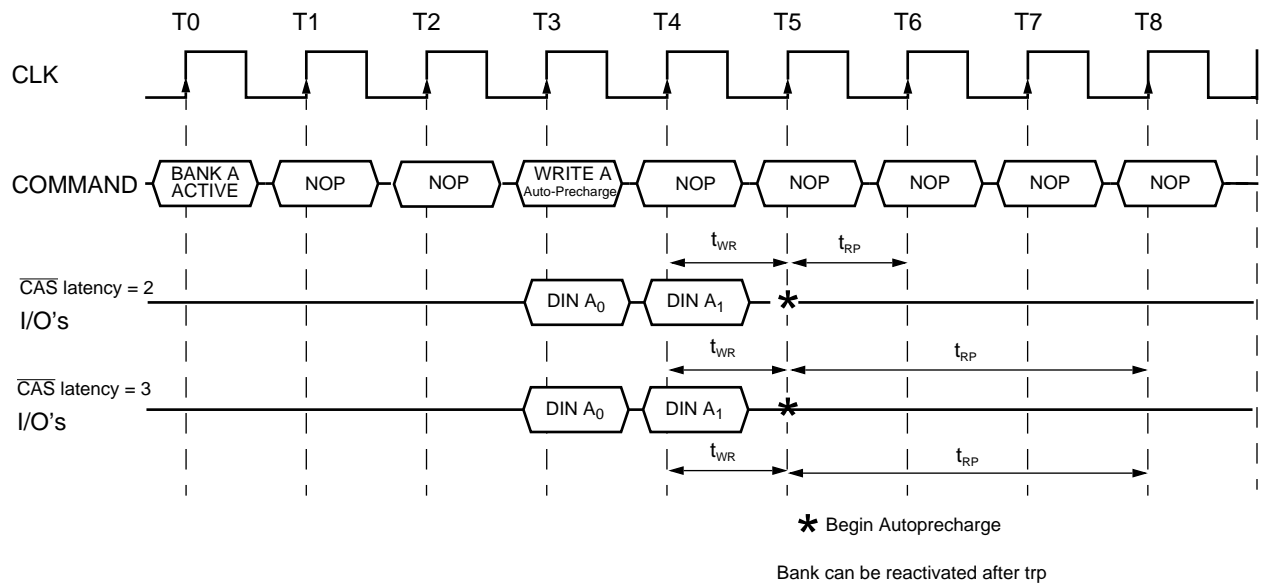 T0 T1 T2 T3 T4 T5 T6 T7 T8
CLK
COMMAND
BANK A
ACTIVE
NOP
NOP
WRITE A
Auto-Precharge
NOP
NOP
NOP
NOP
NOP
tWR
tRP
CAS latency = 2
I/O's
DIN A0
DIN A1
*
tWR
tRP
CAS latency = 3
I/O's
DIN A0
DIN A1
*
tWR
tRP
* Begin Autoprecharge
Bank can be reactivated after trp